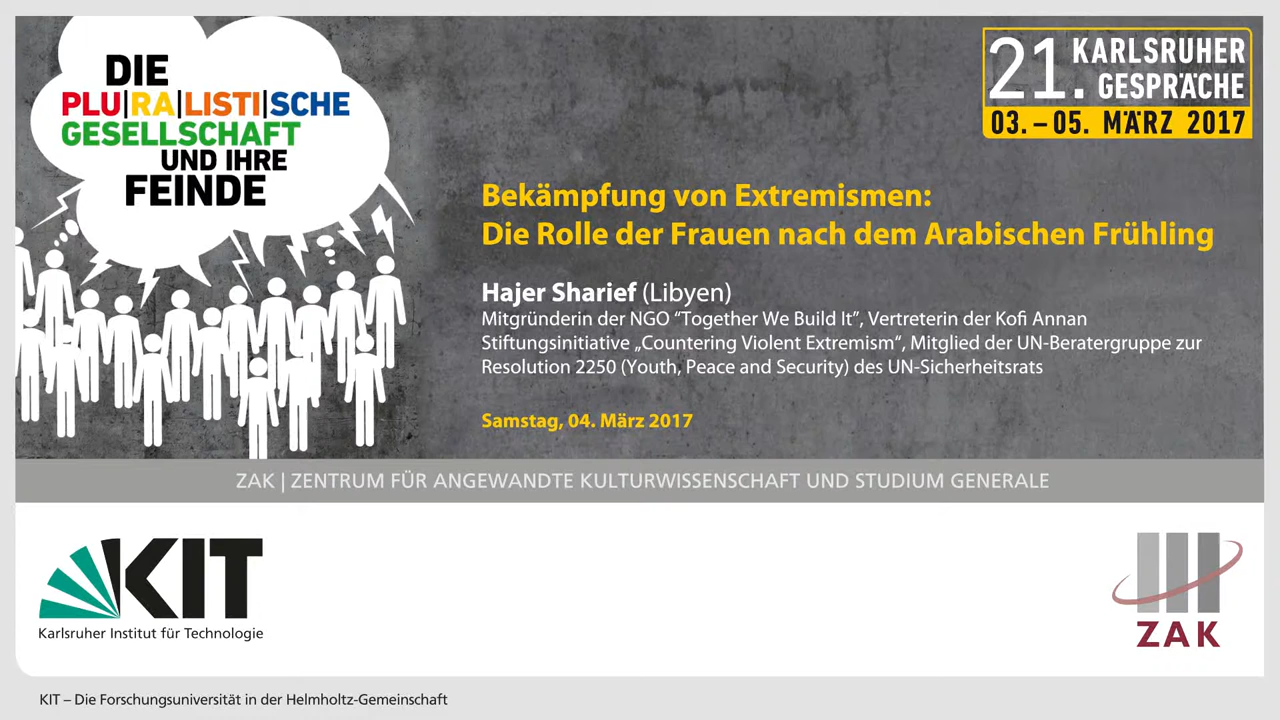 DIE
PLU|RA|LISTI|SCHE
GESELLSCHAFT
UND IHRE
FEINDE
21. KARLSRUHER
GESPRÄCHE
03. – 05. MÄRZ 2017
Bekämpfung von Extremismen:
Die Rolle der Frauen nach dem Arabischen Frühling
Hajer Sharief (Libyen)
Mitgründerin der NGO “Together We Build It”, Vertreterin der Kofi Annan
Stiftungsinitiative „Countering Violent Extremism“, Mitglied der UN-Beratergruppe zur
Resolution 2250 (Youth, Peace and Security) des UN-Sicherheitsrats
Samstag, 04. März 2017
ZAK | ZENTRUM FÜR ANGEWANDTE KULTURWISSENSCHAFT UND STUDIUM GENERALE
KIT
Karlsruher Institut für Technologie
ZAK
KIT – Die Forschungsuniversität in der Helmholtz-Gemeinschaft